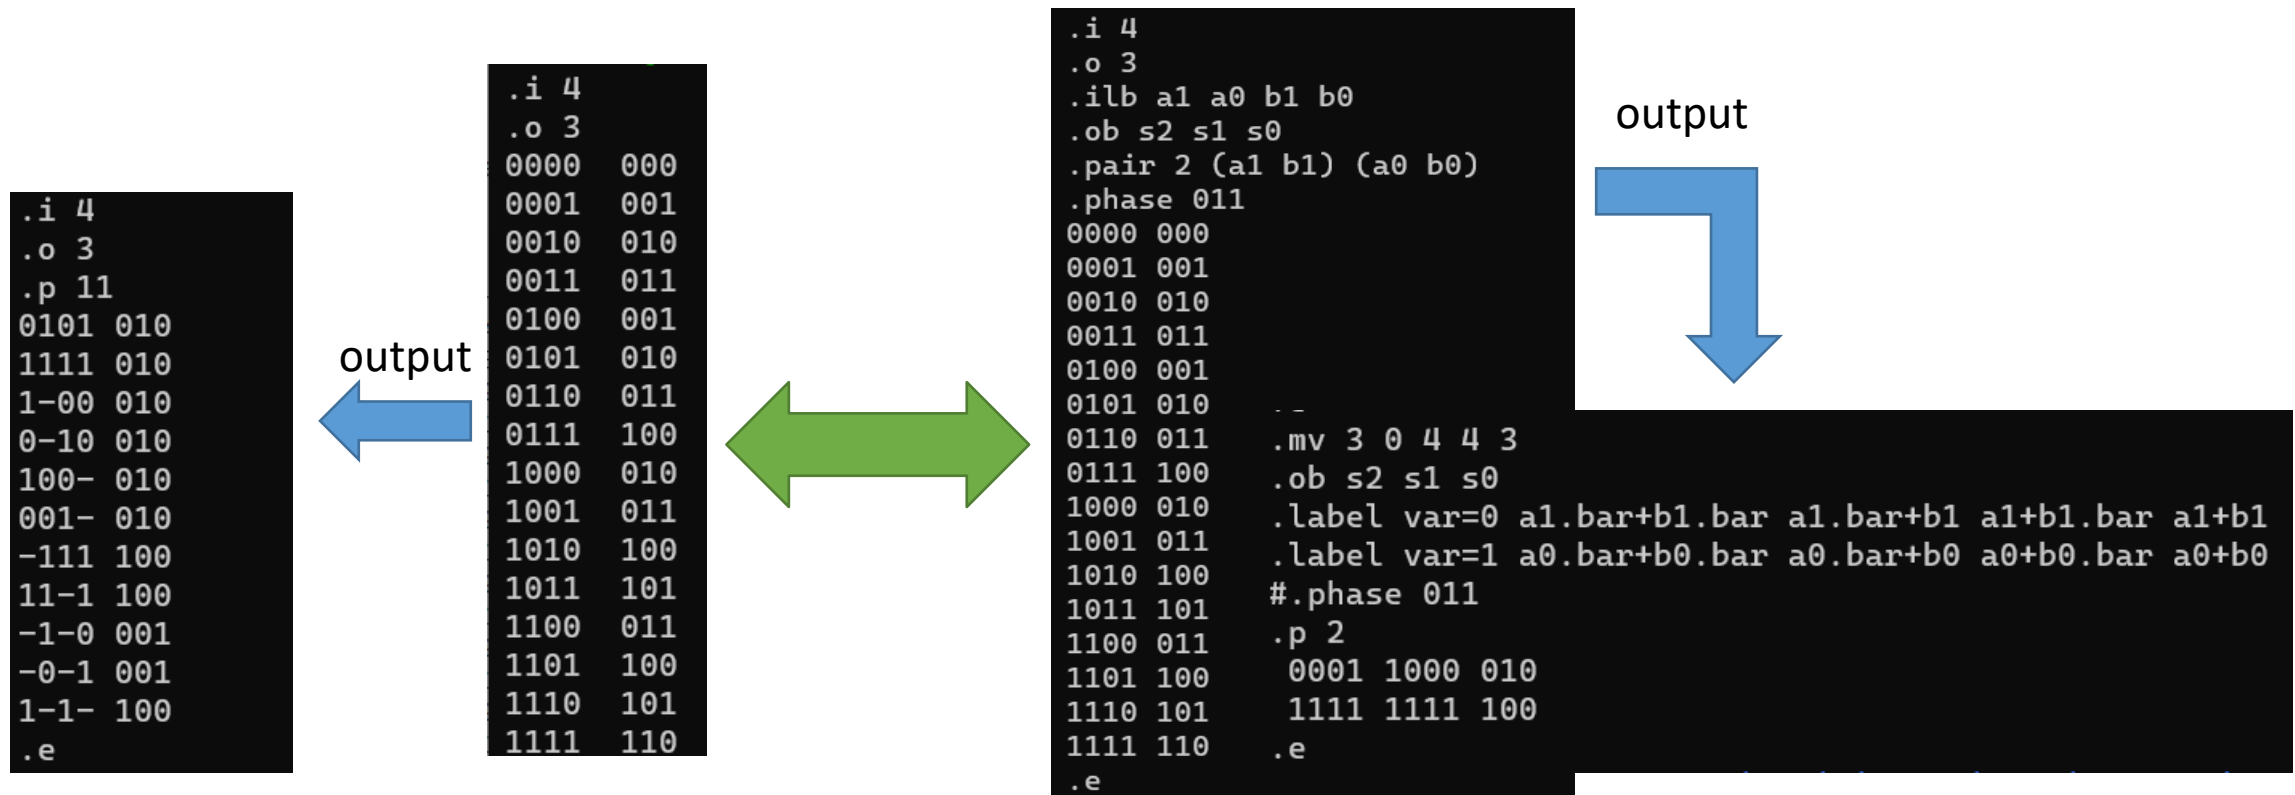 .i 4
.o 3
.p 11
0101 010
1111 010
1-00 010
0-10 010
100- 010
001- 010
-111 100
11-1 100
-1-0 001
-0-1 001
1-1- 100
.e
output
.i 4
.o 3
0000 000
0001 001
0010 010
0011 011
0100 001
0101 010
0110 011
0111 100
1000 010
1001 011
1010 100
1011 101
1100 011
1101 100
1110 101
1111 110
.i 4
.o 3
.ilb a1 a0 b1 b0
.ob s2 s1 s0
.pair 2 (a1 b1) (a0 b0)
.phase 011
0000 000
0001 001
0010 010
0011 011
0100 001
0101 010
0110 011
0111 100
1000 010
1001 011
1010 100
1011 101
1100 011
1101 100
1110 101
1111 110
.e
output
.mv 3 0 4 4 3
.ob s2 s1 s0
.label var=0 a1.bar+b1.bar a1.bar+b1 a1+b1.bar a1+b1
.label var=1 a0.bar+b0.bar a0.bar+b0 a0+b0.bar a0+b0
#.phase 011
.p 2
0001 1000 010
1111 1111 100
.e